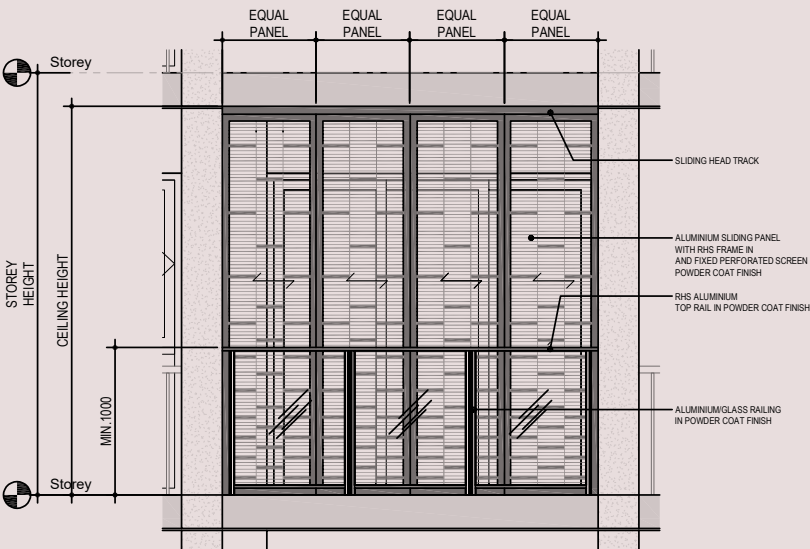 EQUAL
PANEL
EQUAL
PANEL
EQUAL
PANEL
EQUAL
PANEL
Storey
SLIDING HEAD TRACK
ALUMINIUM SLIDING PANEL
WITH RHS FRAME IN
AND FIXED PERFORATED SCREEN
POWDER COAT FINISH
STOREY
HEIGHT
CEILING HEIGHT
RHS ALUMINIUM
TOP RAIL IN POWDER COAT FINISH
MIN.1000
ALUMINIUM/GLASS RAILING
IN POWDER COAT FINISH
Storey